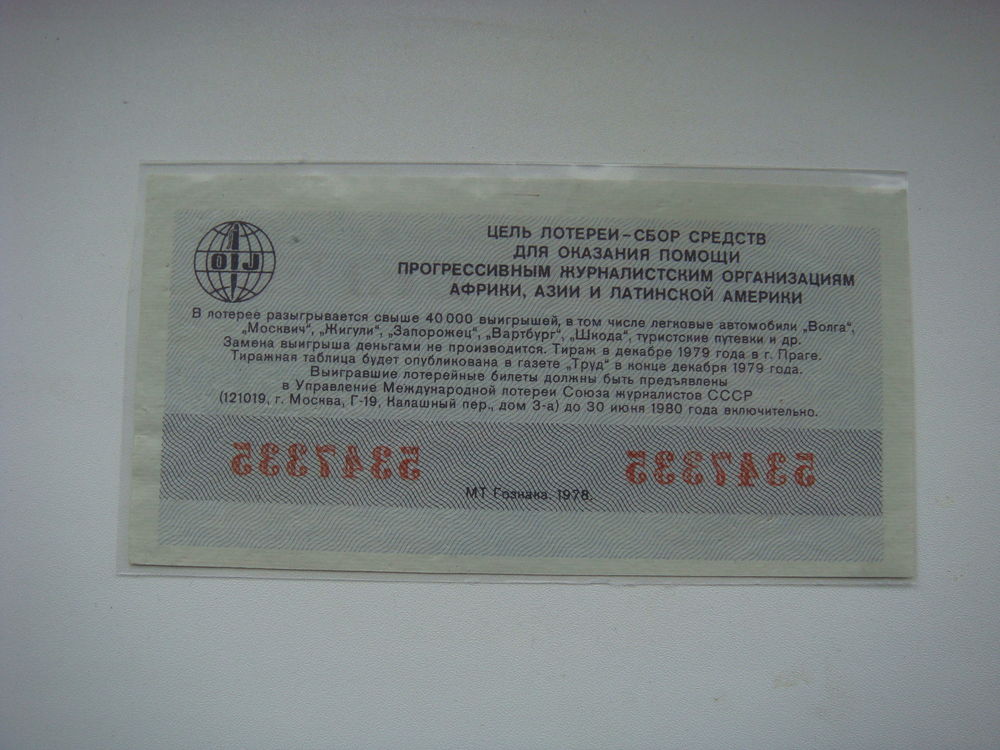 OIJ
ЦЕЛЬ ЛОТЕРЕИ-СБОР СРЕДСТВ
ДЛЯ ОКАЗАНИЯ ПОМОЩИ
ПРОГРЕССИВНЫМ ЖУРНАЛИСТСКИМ ОРГАНИЗАЦИЯМ
АФРИКИ, АЗИИ И ЛАТИНСКОЙ АМЕРИКИ
В лотерее разыгрывается свыше 40000 выигрышей, в том числе легковые автомобили „Волга“,
„Москвич“, „Жигули“, „Запорожец“, „Вартбург“, „Шкода“, туристские путевки и др.
Замена выигрыша деньгами не производится. Тираж в декабре 1979 года в г. Праге.
Тиражная таблица будет опубликована в газете „Труд“ в конце декабря 1979 года.
Выигравшие лотерейные билеты должны быть предъявлены
в Управление Международной лотереи Союза журналистов СССР
(121019, г. Москва, Г-19, Калашный пер., дом 3-а) до 30 июня 1980 года включительно.
5347335 5347335
МТ Гознака. 1978.